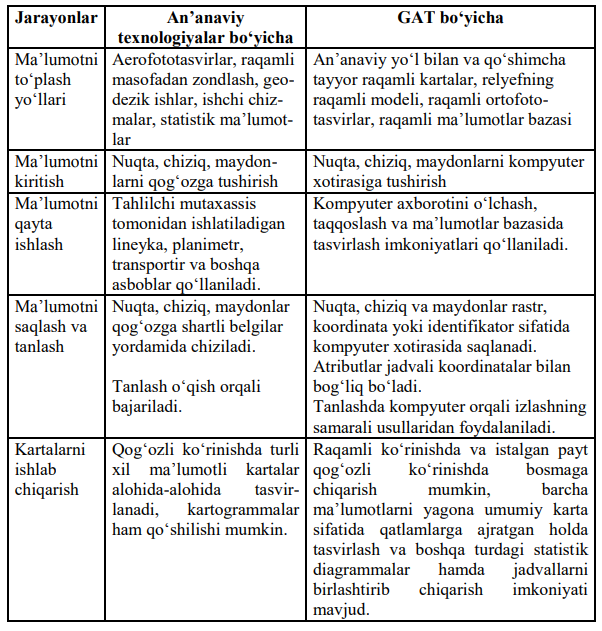 Jarayonlar
An’anaviy
texnologiyalar bo‘yicha
GAT bo‘yicha
Ma’lumotni
to‘plash
yo‘llari
Aerofototasvirlar, raqamli
masofadan zondlash, geo-
dezik ishlar, ishchi chiz-
malar, statistik ma’lumot-
lar
An’anaviy yo‘l bilan va qo‘shimcha
tayyor raqamli kartalar, relyefning
raqamli modeli, raqamli ortofoto-
tasvirlar, raqamli ma’lumotlar bazasi
Ma’lumotni
kiritish
Nuqta, chiziq, maydon-
larni qog‘ozga tushirish
Nuqta, chiziq, maydonlarni kompyuter
xotirasiga tushirish
Ma’lumotni
qayta
ishlash
Tahlilchi mutaxassis
tomonidan ishlatiladigan
lineyka, planimetr,
transportir va boshqa
asboblar qo‘llaniladi.
Kompyuter axborotini o‘lchash,
taqqoslash va ma’lumotlar bazasida
tasvirlash imkoniyatlari qo‘llaniladi.
Ma’lumotni
saqlash va
tanlash
Nuqta, chiziq, maydonlar
qog‘ozga shartli belgilar
yordamida chiziladi.
Tanlash o‘qish orqali
bajariladi.
Nuqta, chiziq va maydonlar rastr,
koordinata yoki identifikator sifatida
kompyuter xotirasida saqlanadi.
Atributlar jadvali koordinatalar bilan
bog‘liq bo‘ladi.
Tanlashda kompyuter orqali izlashning
samarali usullaridan foydalaniladi.
Kartalarni
ishlab
chiqarish
Qog‘ozli ko‘rinishda turli
xil ma’lumotli kartalar
alohida-alohida tasvir-
lanadi, kartogrammalar
ham qo‘shilishi mumkin.
Raqamli ko‘rinishda va istalgan payt
qog‘ozli ko‘rinishda bosmaga
chiqarish mumkin, barcha
ma’lumotlarni yagona umumiy karta
sifatida qatlamlarga ajratgan holda
tasvirlash va boshqa turdagi statistik
diagrammalar hamda jadvallarni
birlashtirib chiqarish imkoniyati
mavjud.